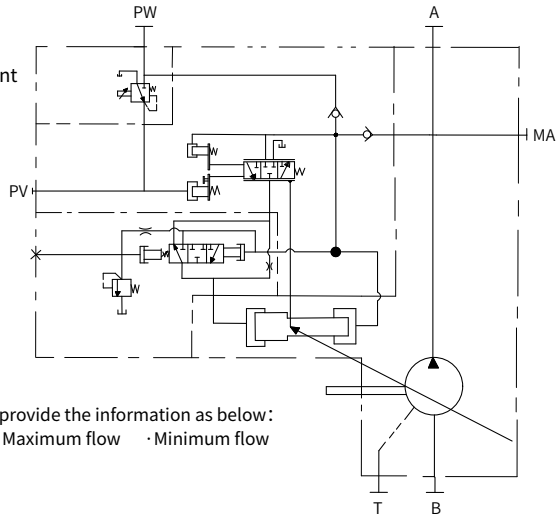 PW
A
nt
MA
PV
provide the information as below:
Maximum flow ·Minimum flow
T
B